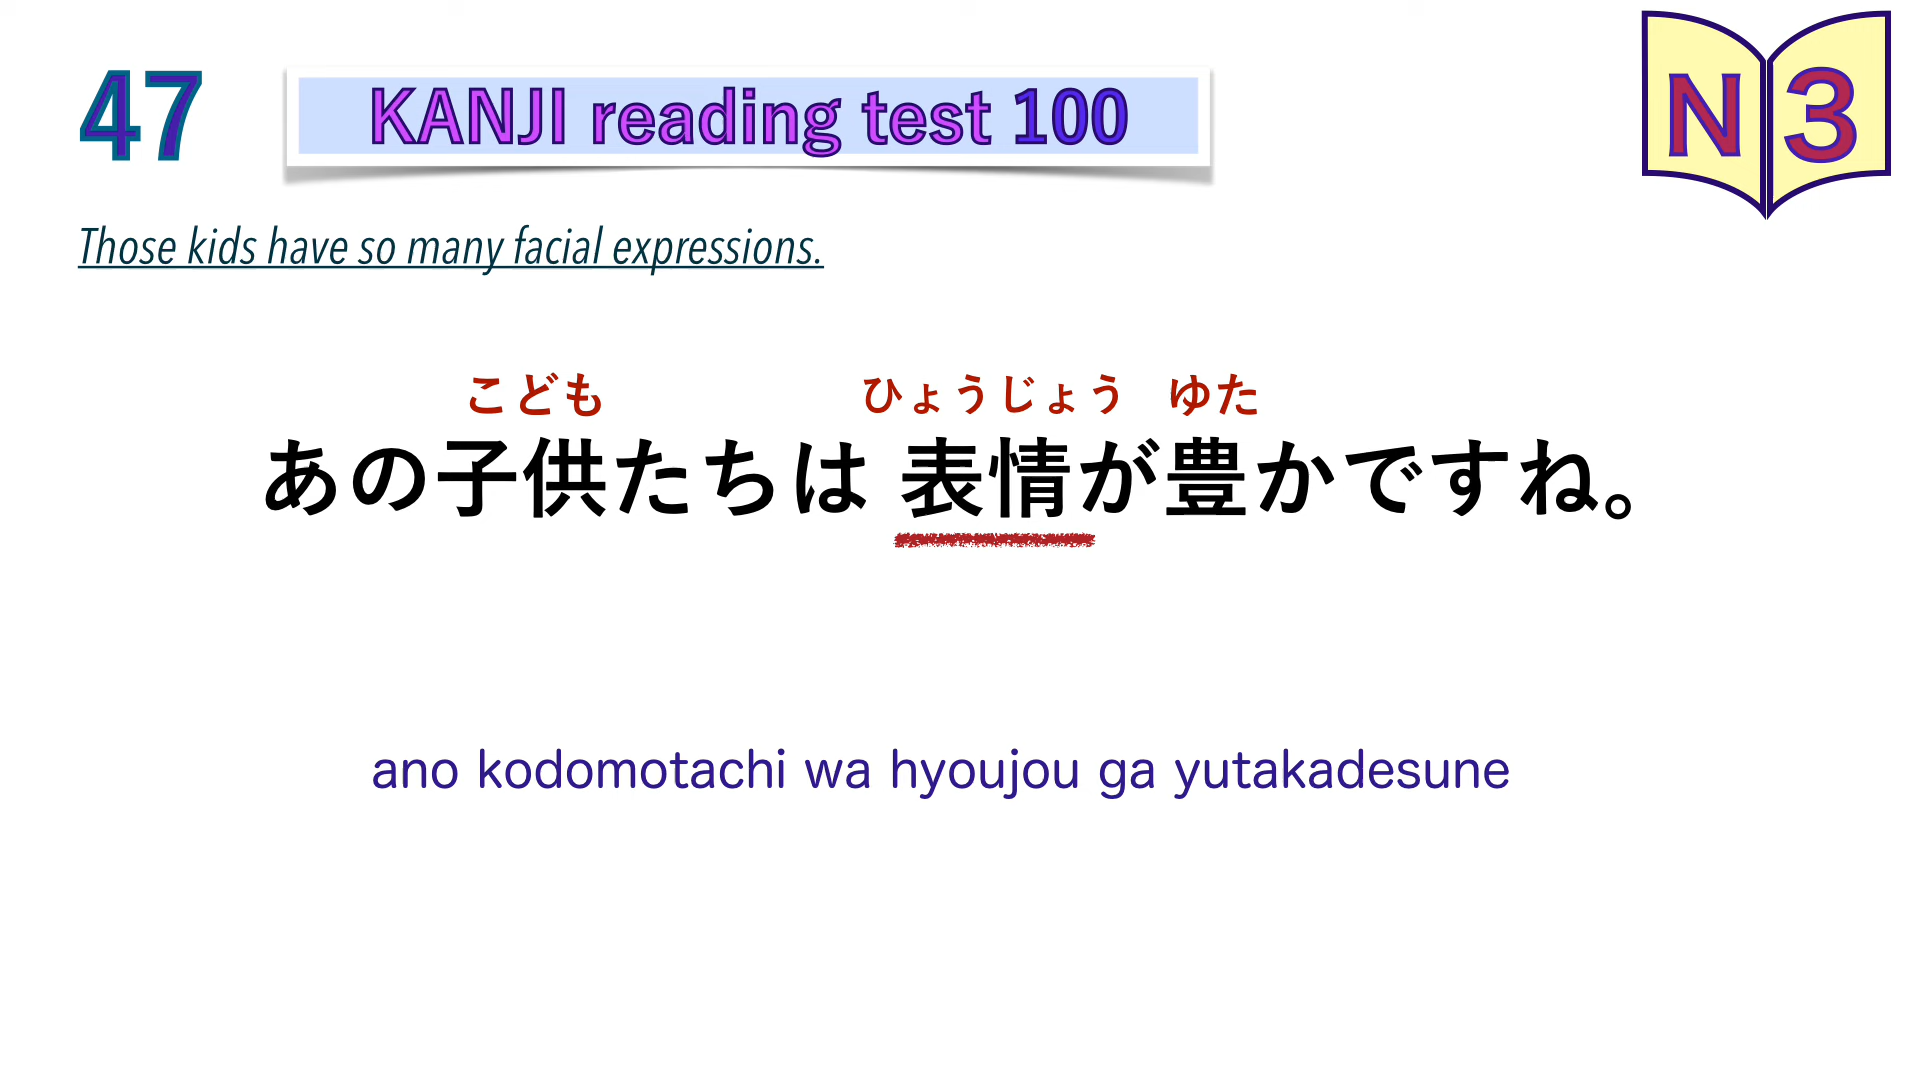 47
KANJI reading test 100
N3
Those kids have so many facial expressions.
こども ひょうじょう ゆた
あの子供たちは 表情が豊かですね。
ano kodomotachi wa hyoujou ga yutakadesune